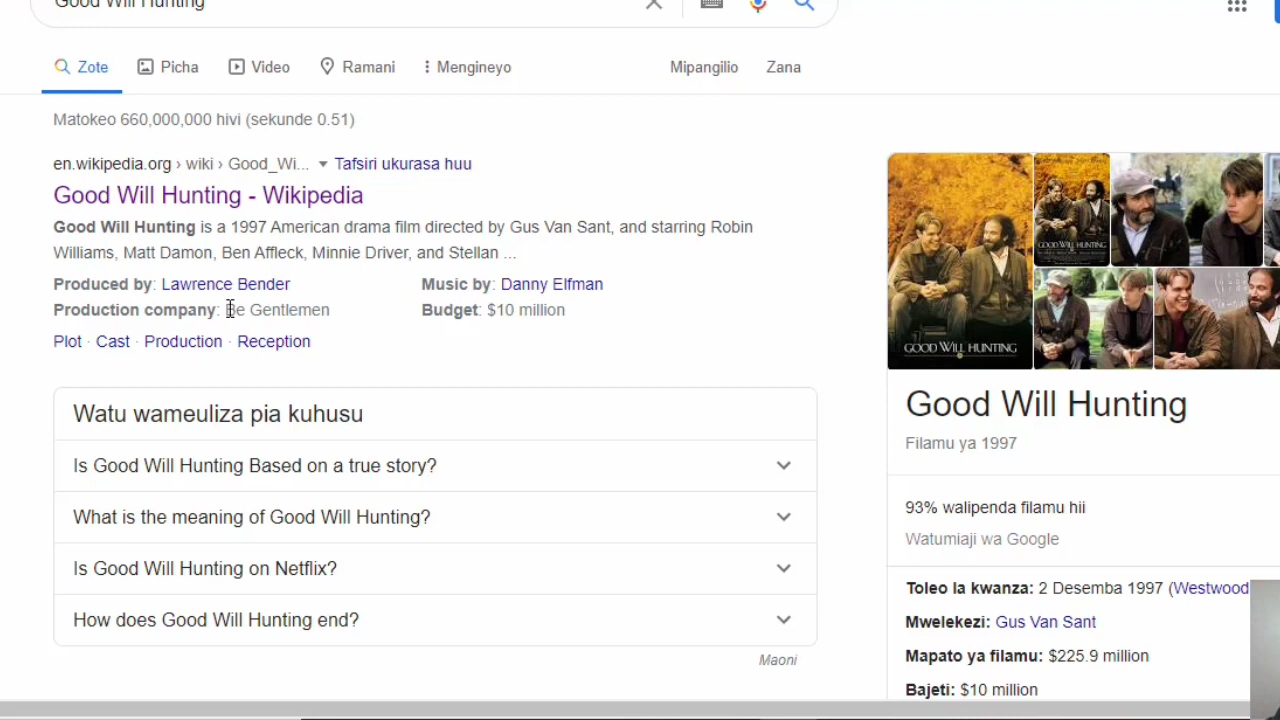 Good Will Hunting
Zote Picha Video Ramani Mengineyo Mipangilio Zana
Matokeo 660,000,000 hivi (sekunde 0.51)
en.wikipedia.org › wiki › Good_Wi... Tafsiri ukurasa huu
Good Will Hunting - Wikipedia
Good Will Hunting is a 1997 American drama film directed by Gus Van Sant, and starring Robin
Williams, Matt Damon, Ben Affleck, Minnie Driver, and Stellan ...
Produced by: Lawrence Bender Music by: Danny Elfman
Production company: Be Gentlemen Budget: $10 million
Plot · Cast · Production · Reception
Watu wameuliza pia kuhusu
Is Good Will Hunting Based on a true story?
What is the meaning of Good Will Hunting?
Is Good Will Hunting on Netflix?
How does Good Will Hunting end?
Maoni
GOOD WILL HUNTING
GOOD WILL HUNTING
Good Will Hunting
Filamu ya 1997
93% walipenda filamu hii
Watumiaji wa Google
Toleo la kwanza: 2 Desemba 1997 (Westwood
Mwelekezi: Gus Van Sant
Mapato ya filamu: $225.9 million
Bajeti: $10 million